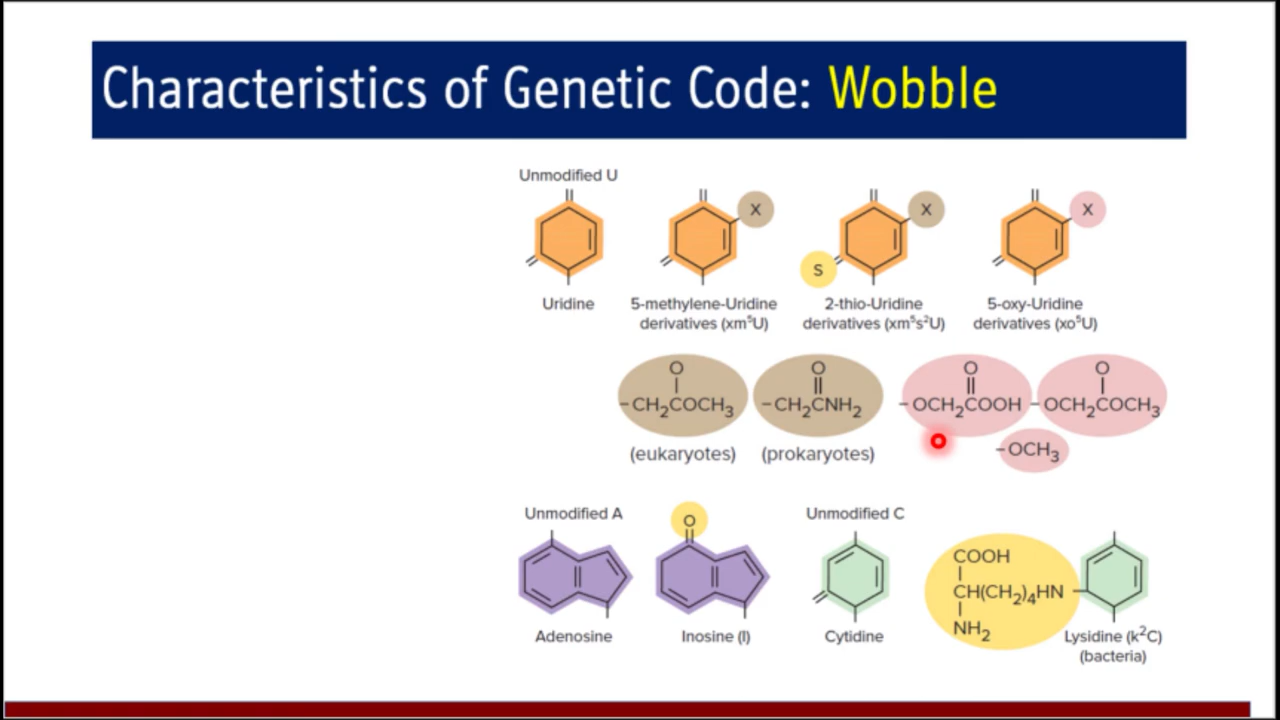 Characteristics of Genetic Code: Wobble
Unmodified U
X
X
X
S
Uridine
5-methylene-Uridine
derivatives (xm⁵U)
2-thio-Uridine
derivatives (xm⁵s²U)
5-oxy-Uridine
derivatives (xo⁵U)
O
O
O
O
-CH₂COCH₃
-CH₂CNH₂
-OCH₂COOH
-OCH₂COCH₃
(eukaryotes)
(prokaryotes)
-OCH₃
Unmodified A
O
Unmodified C
COOH
CH(CH₂)₄HN
NH₂
Adenosine
Inosine (I)
Cytidine
Lysidine (k²C)
(bacteria)